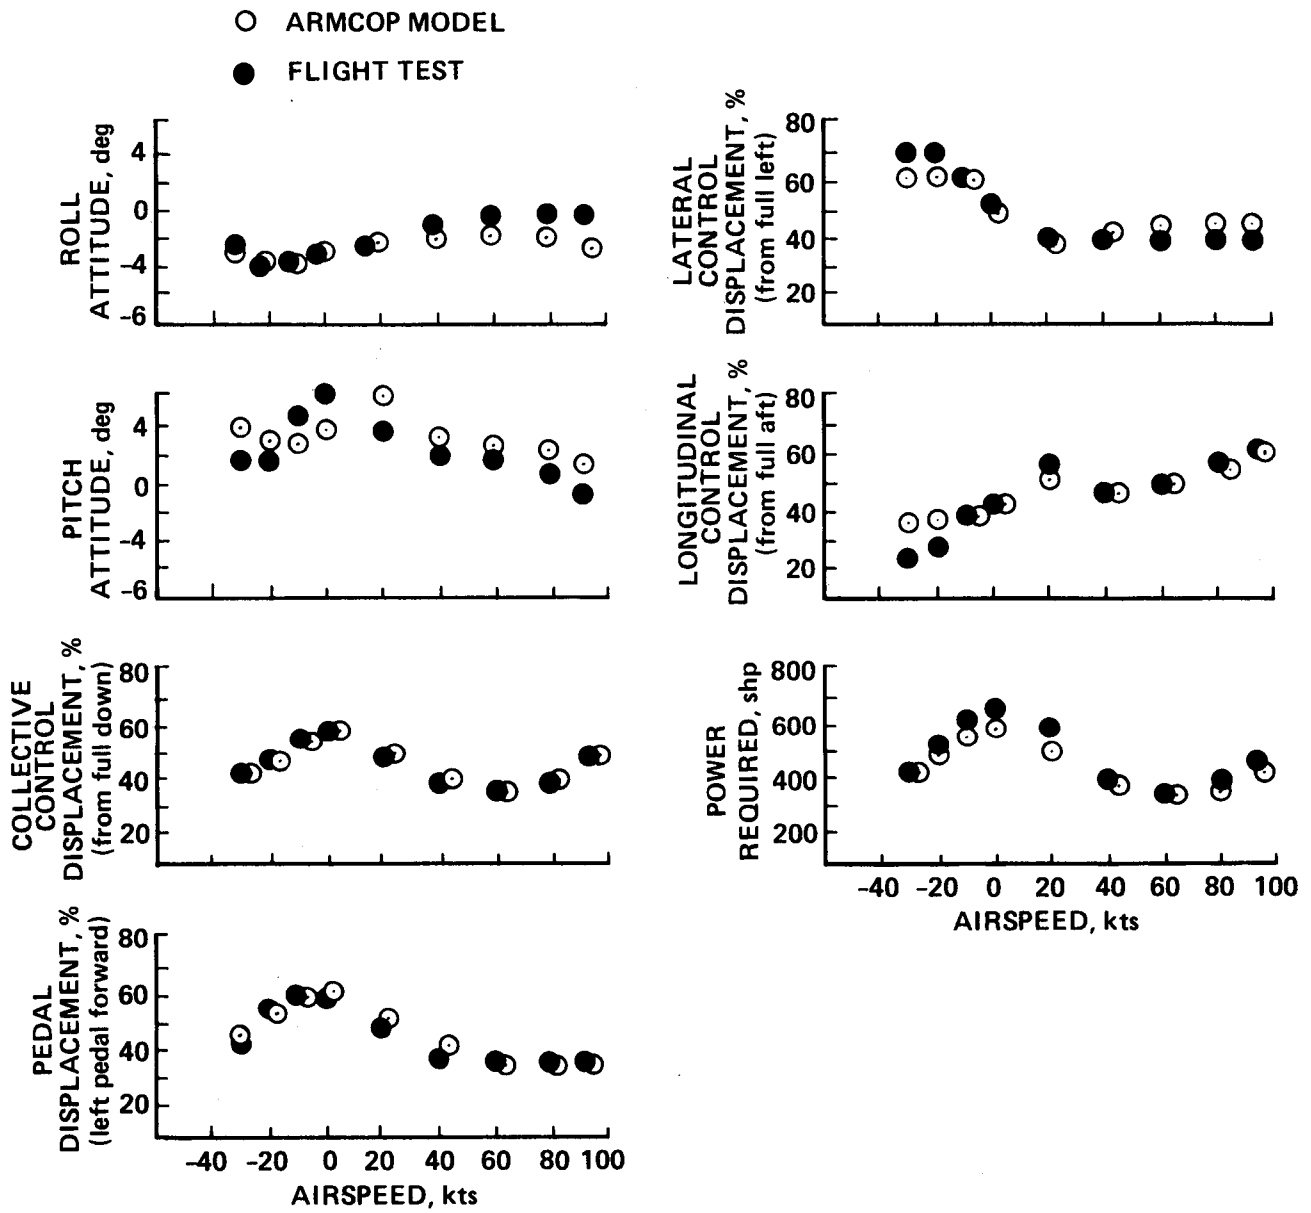 ARMCOP MODEL
FLIGHT TEST
ROLL
ATTITUDE, deg
4
0
–4
–6
LATERAL
CONTROL
DISPLACEMENT, %
(from full left)
80
60
40
20
PITCH
ATTITUDE, deg
4
0
–4
–6
LONGITUDINAL
CONTROL
DISPLACEMENT, %
(from full aft)
80
60
40
20
COLLECTIVE
CONTROL
DISPLACEMENT, %
(from full down)
80
60
40
20
POWER
REQUIRED, shp
800
600
400
200
–40 –20 0 20 40 60 80 100
AIRSPEED, kts
PEDAL
DISPLACEMENT, %
(left pedal forward)
80
60
40
20
–40 –20 0 20 40 60 80 100
AIRSPEED, kts